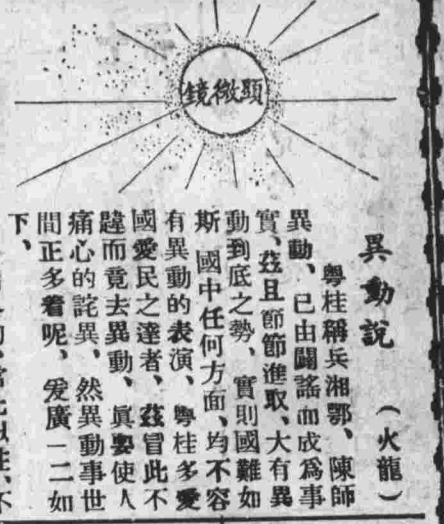 顯微鏡
異動說 (火龍)
粵桂稱兵湘鄂、陳師
異動、已由闢謠而成爲事
實、茲且節節進取、大有異
動到底之勢、實則國難如
斯 國中任何方面、均不容
有異動的表演、粵桂多愛
國愛民之達者、茲冒此不
韙而竟去異動、眞要使人
痛心的詫異、然異動事世
間正多着呢、爰廣一二如
下、